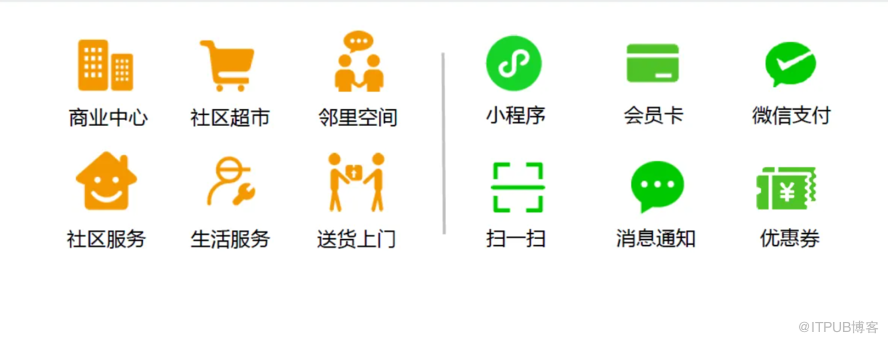 商业中心 社区超市 邻里空间 小程序 会员卡 微信支付
¥
社区服务 生活服务 送货上门 扫一扫 消息通知 优惠券
@ITPUB博客